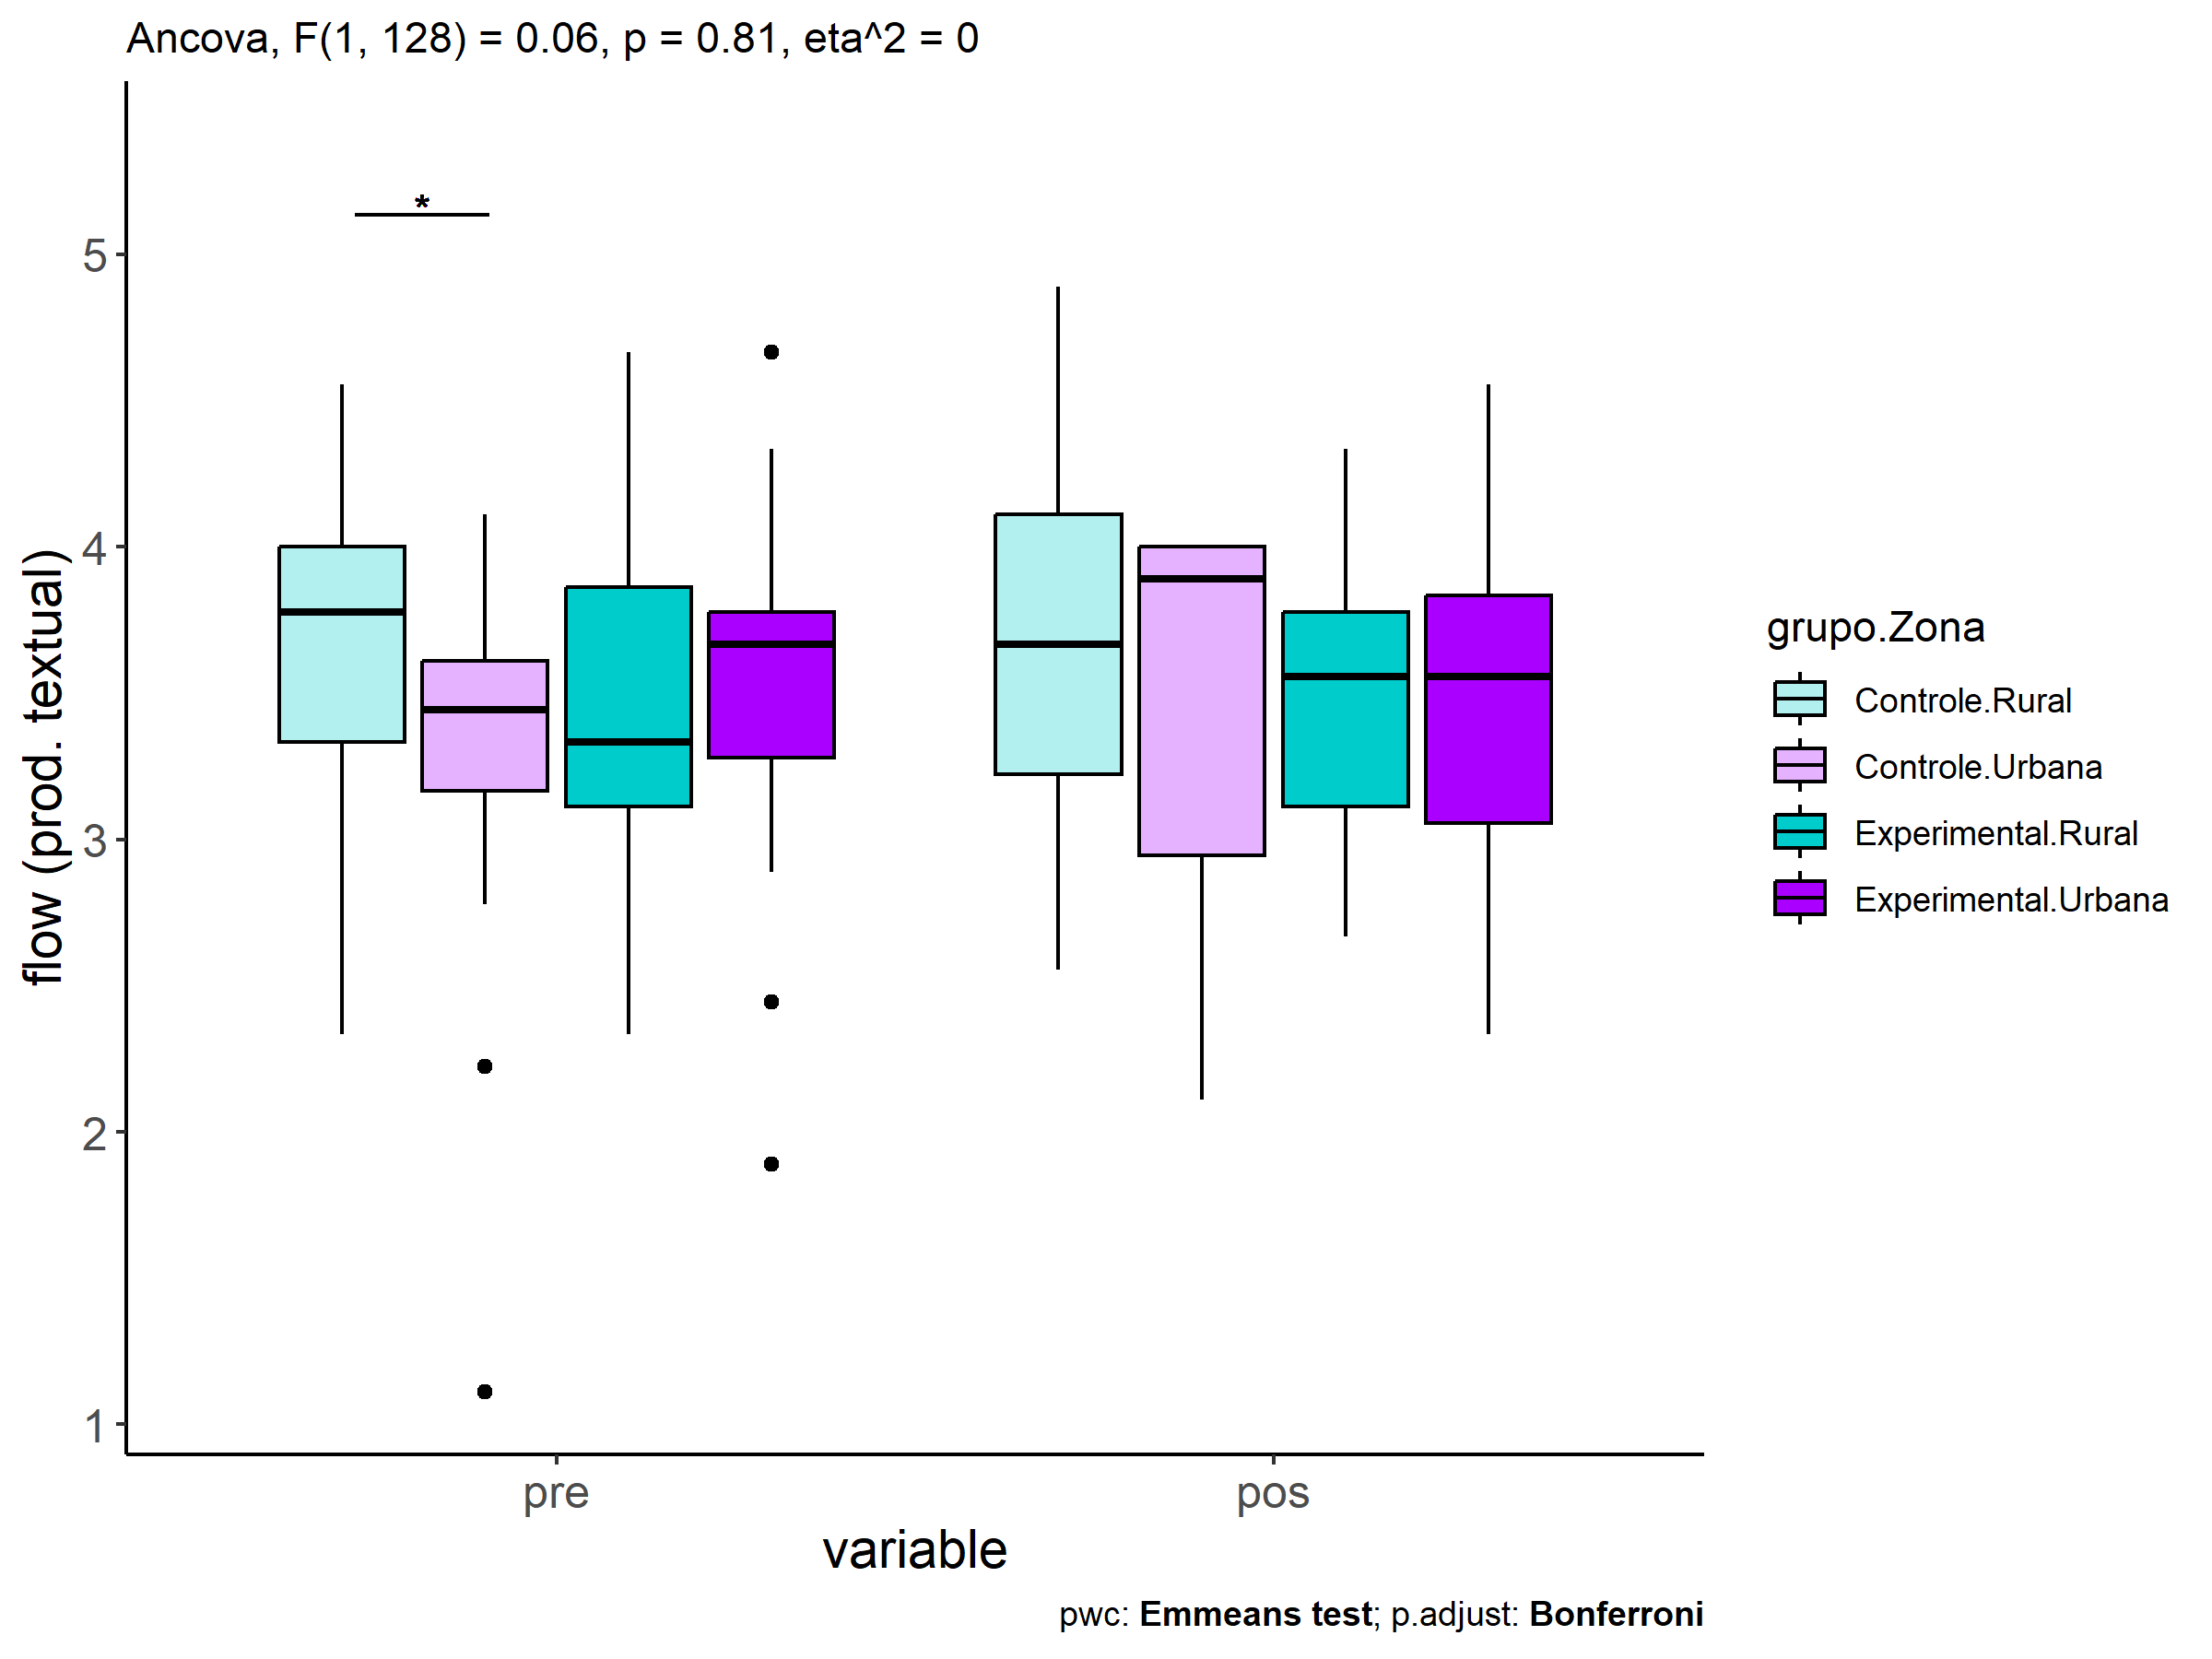 Ancova, F(1, 128) = 0.06, p = 0.81, eta^2 = 0
*
flow (prod. textual)
5
4
3
2
1
pre
pos
variable
grupo.Zona
Controle.Rural
Controle.Urbana
Experimental.Rural
Experimental.Urbana
pwc: Emmeans test; p.adjust: Bonferroni